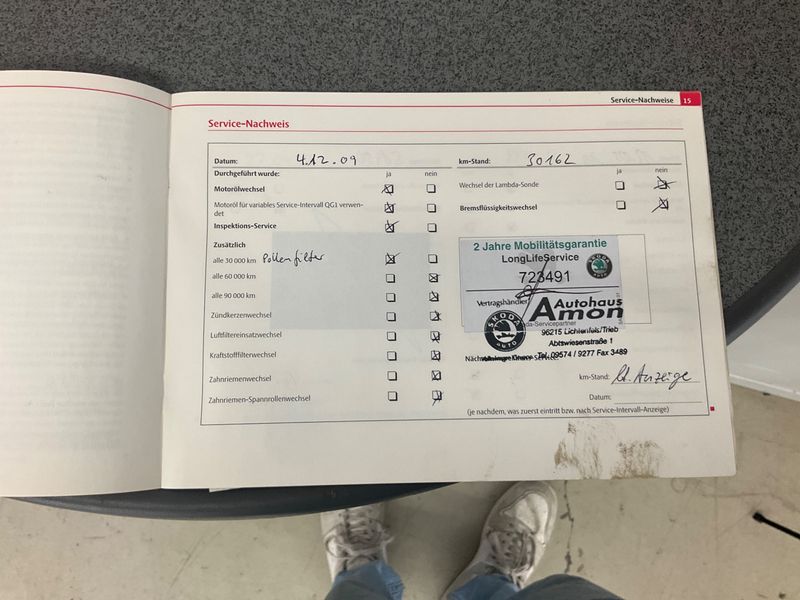 Service-Nachweise 15
Service-Nachweis
Datum: 4.12.09
km-Stand: 30162
Durchgeführt wurde: ja nein
ja nein
Motorölwechsel
Wechsel der Lambda-Sonde
Motoröl für variables Service-Intervall QG1 verwen-
det
Bremsflüssigkeitswechsel
Inspektions-Service
Zusätzlich
alle 30 000 km Pollenfilter
alle 60 000 km
alle 90 000 km
Zündkerzenwechsel
Luftfiltereinsatzwechsel
Kraftstofffilterwechsel
Zahnriemenwechsel
Zahnriemen-Spannrollenwechsel
2 Jahre Mobilitätsgarantie
LongLifeService
723491
Vertragshändler
Autohaus
Amon
SKODA
AUTO
96215 Lichtenfels/Trieb
Abtswiesenstraße 1
Tel. 09574 / 9277 Fax 3489
km-Stand: lt. Anzeige
Datum:
(je nachdem, was zuerst eintritt bzw. nach Service-Intervall-Anzeige)